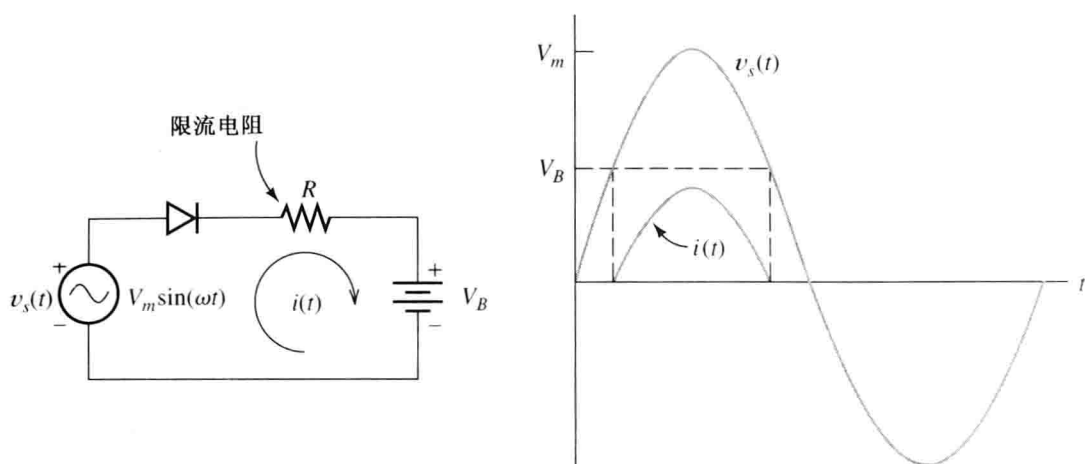 限流电阻
R
+
v_s(t)
−
V_m sin(ωt)
i(t)
+
V_B
−
V_m
v_s(t)
V_B
i(t)
t